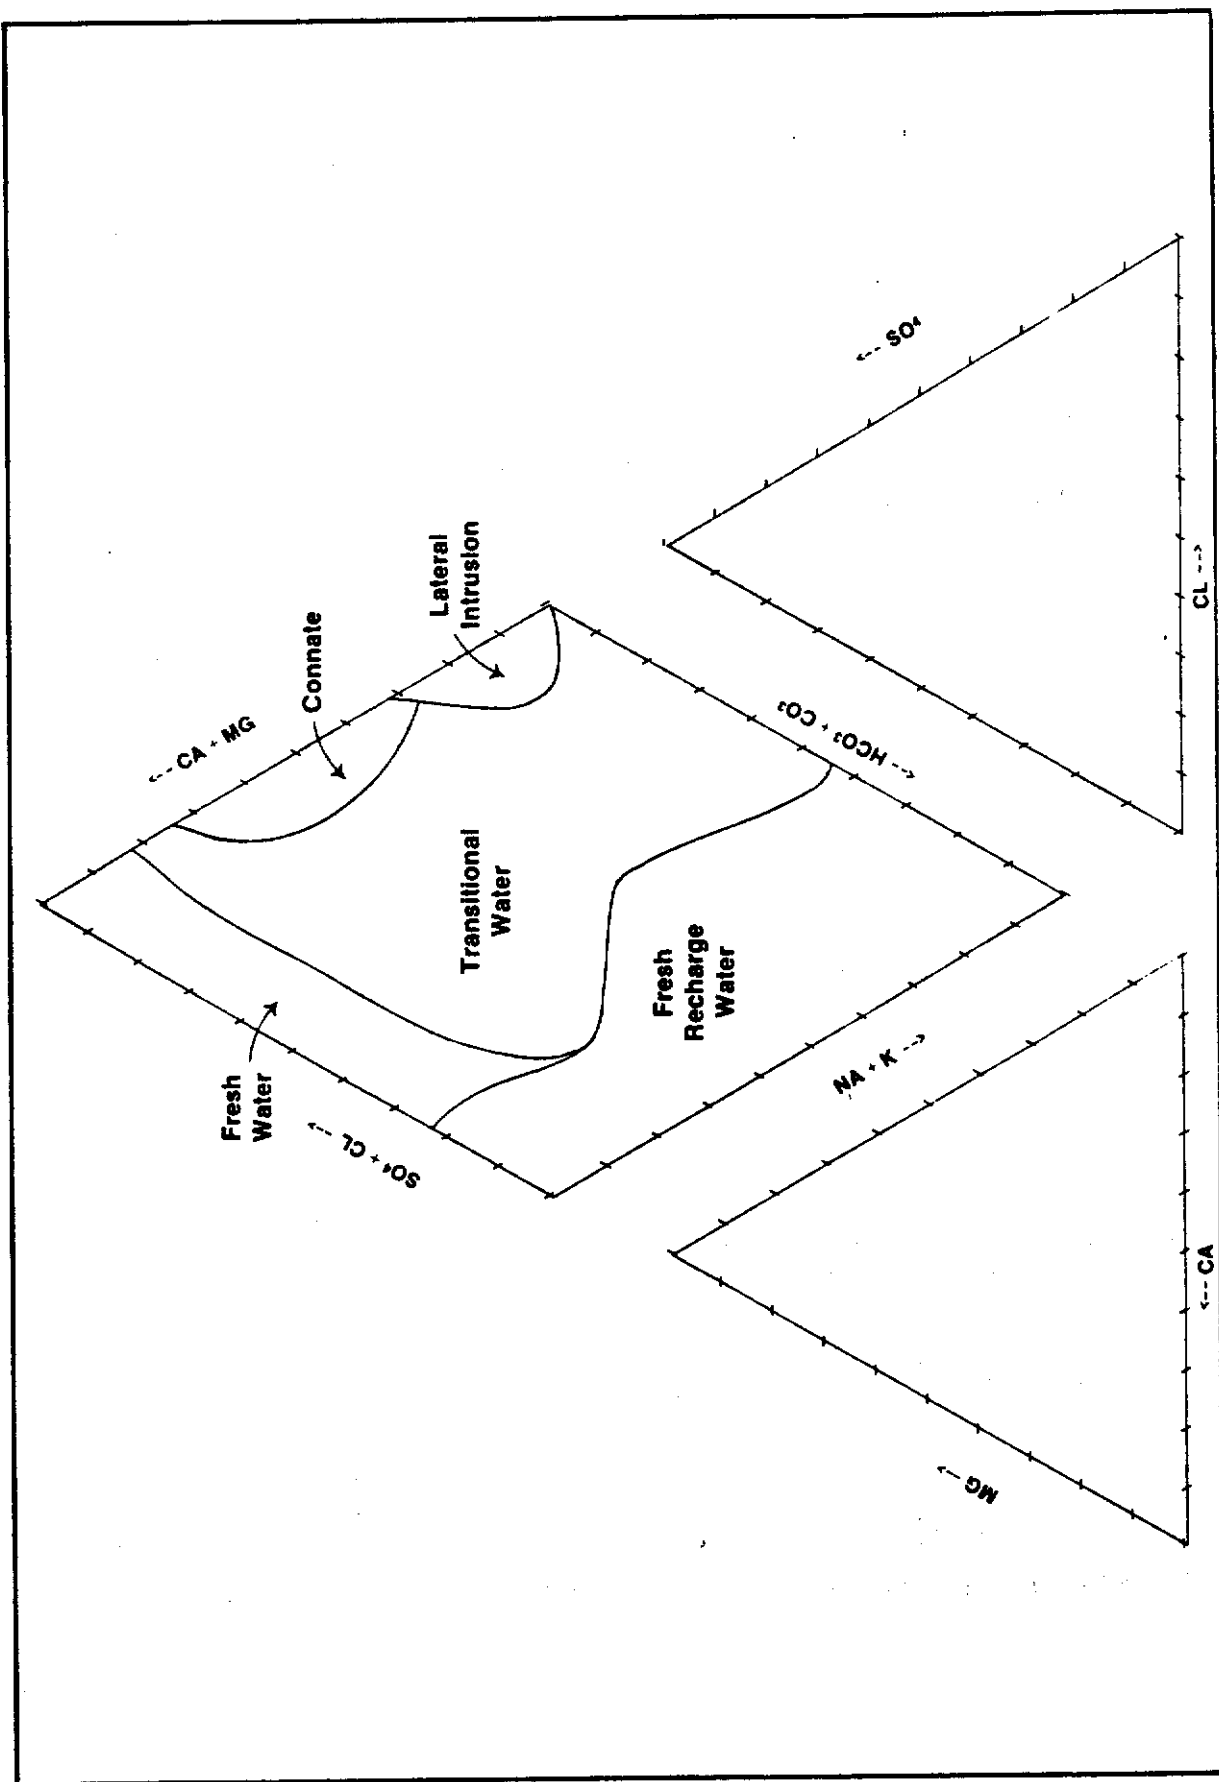 <--- CA + MG
Connate
Lateral
Intrusion
Fresh
Water
SO⁴ + CL --->
Transitional
Water
Fresh
Recharge
Water
HCO³ + CO³ --->
NA + K --->
<--- SO⁴
MG --->
<--- CA
CL --->